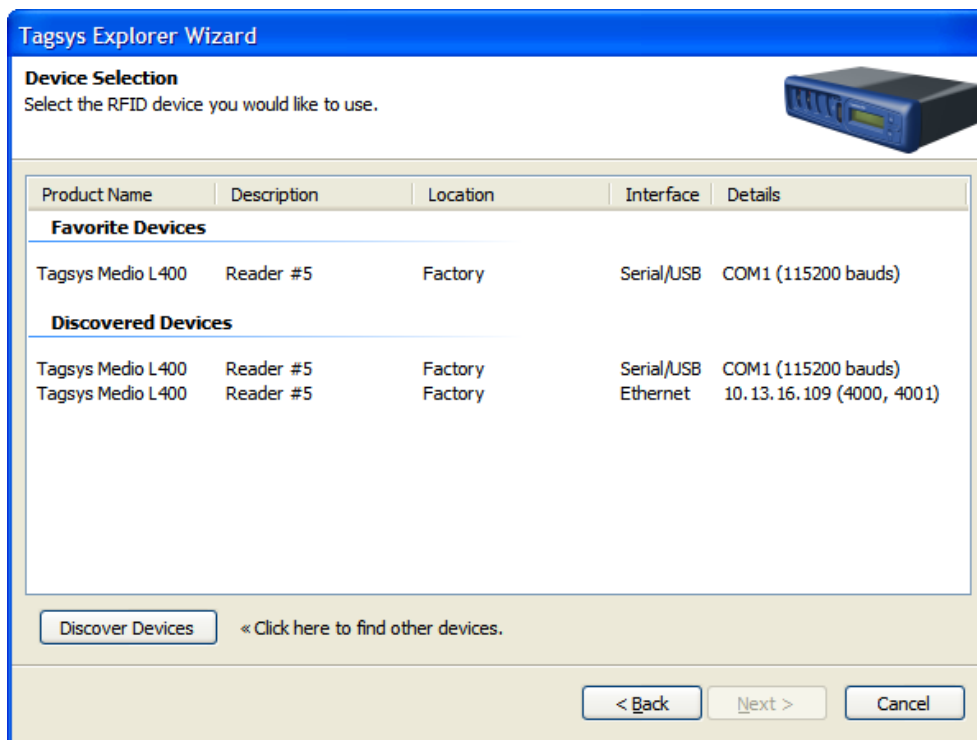 Tagsys Explorer Wizard
Device Selection
Select the RFID device you would like to use.
Product Name Description Location Interface Details
Favorite Devices
Tagsys Medio L400 Reader #5 Factory Serial/USB COM1 (115200 bauds)
Discovered Devices
Tagsys Medio L400 Reader #5 Factory Serial/USB COM1 (115200 bauds)
Tagsys Medio L400 Reader #5 Factory Ethernet 10.13.16.109 (4000, 4001)
Discover Devices « Click here to find other devices.
< Back Next > Cancel